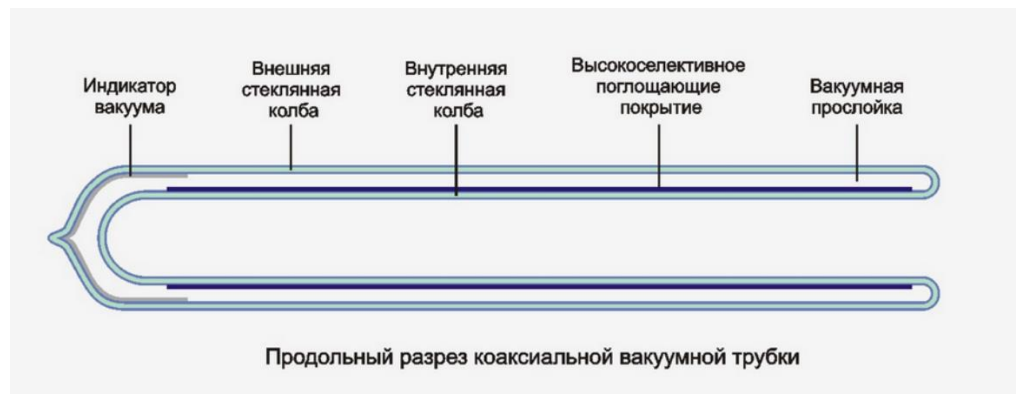 Индикатор
вакуума
Внешняя
стеклянная
колба
Внутренняя
стеклянная
колба
Высокоселективное
поглощающие
покрытие
Вакуумная
прослойка
Продольный разрез коаксиальной вакуумной трубки